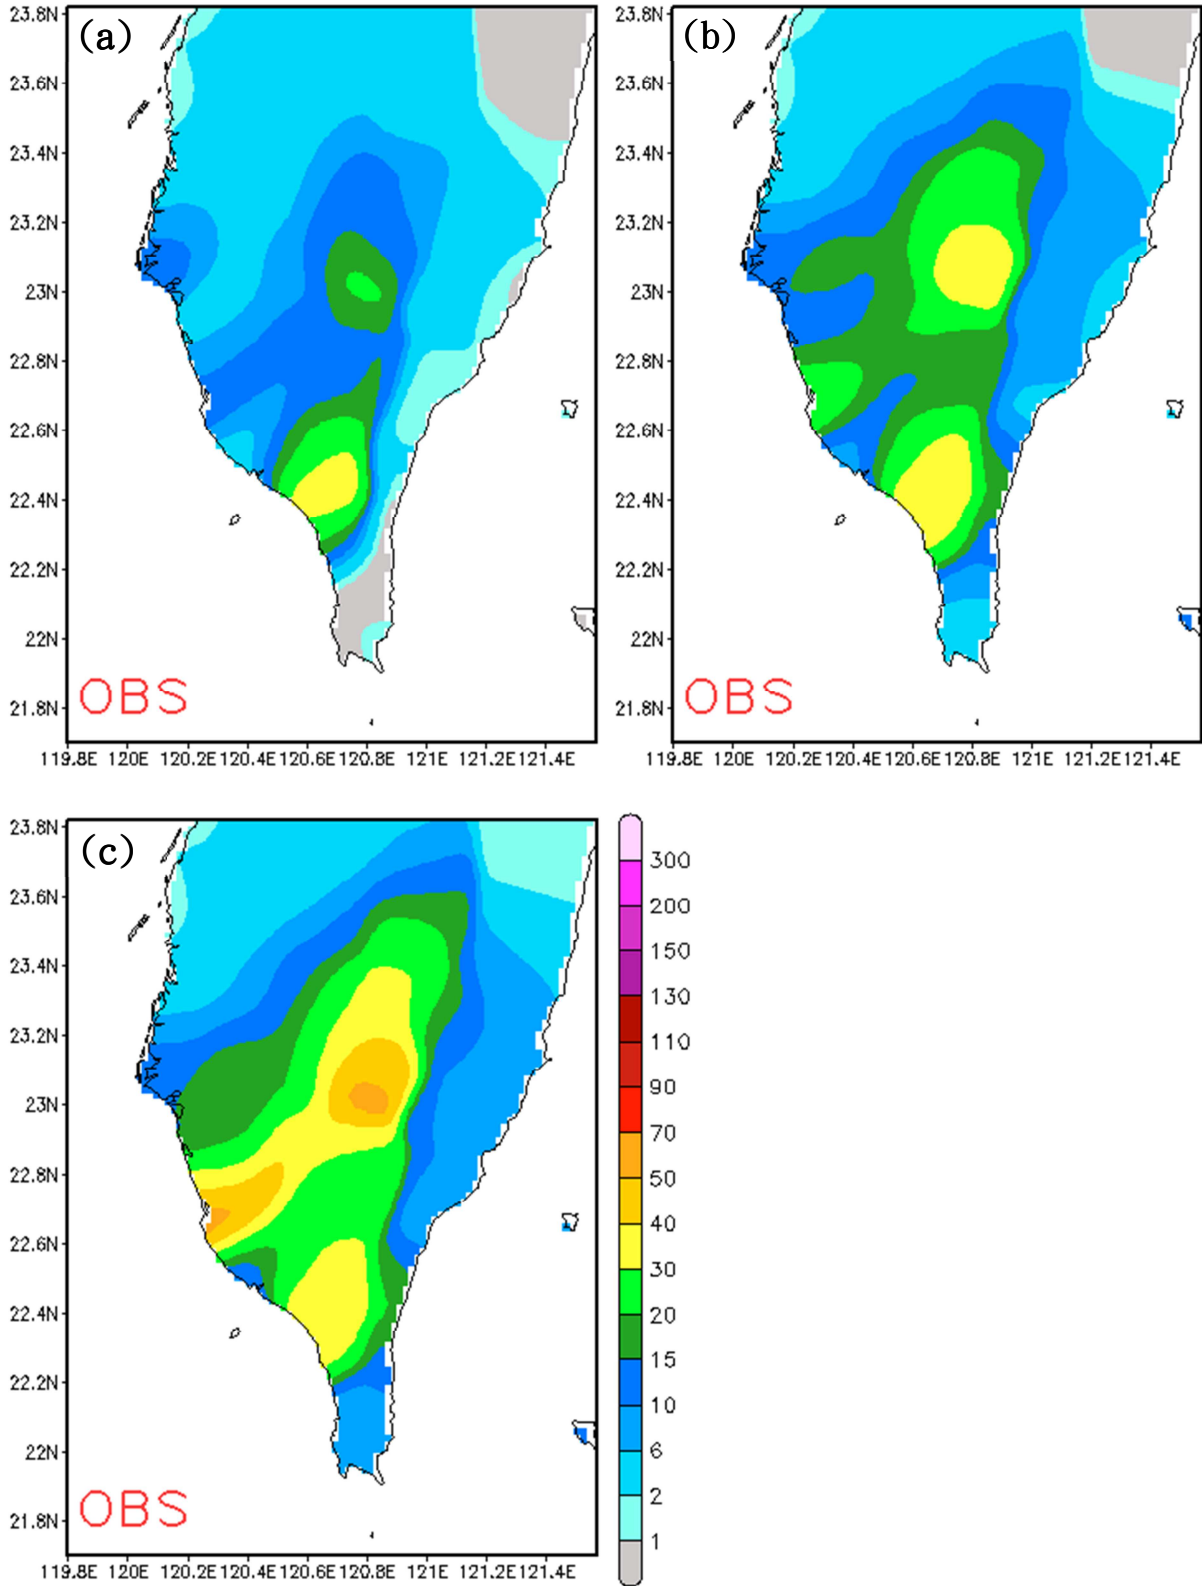 (a)
23.8N
23.6N
23.4N
23.2N
23N
22.8N
22.6N
22.4N
22.2N
22N
21.8N
OBS
119.8E 120E 120.2E 120.4E 120.6E 120.8E 121E 121.2E 121.4E
(b)
23.8N
23.6N
23.4N
23.2N
23N
22.8N
22.6N
22.4N
22.2N
22N
21.8N
OBS
119.8E 120E 120.2E 120.4E 120.6E 120.8E 121E 121.2E 121.4E
(c)
23.8N
23.6N
23.4N
23.2N
23N
22.8N
22.6N
22.4N
22.2N
22N
21.8N
OBS
119.8E 120E 120.2E 120.4E 120.6E 120.8E 121E 121.2E 121.4E
300
200
150
130
110
90
70
50
40
30
20
15
10
6
2
1